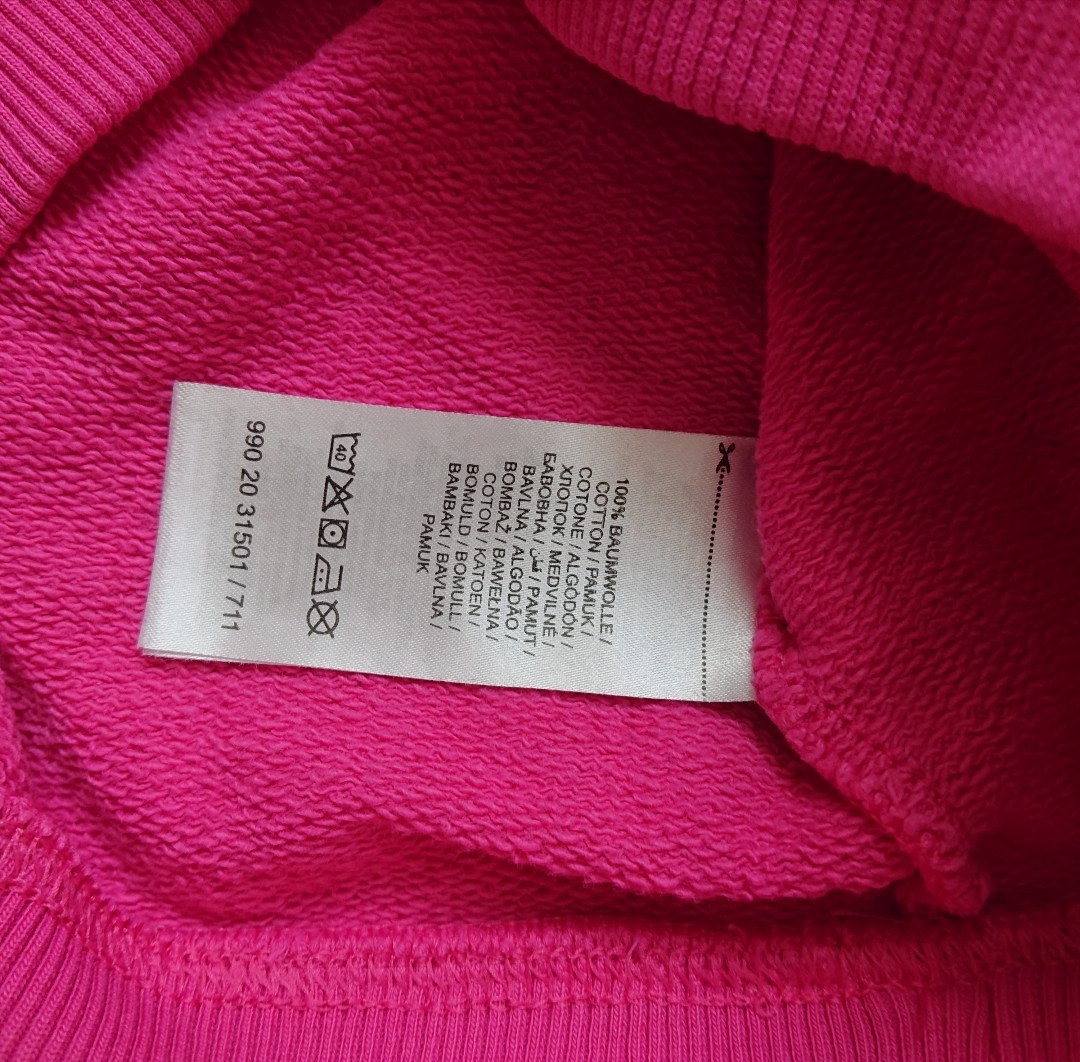 100% BAUMWOLLE /
COTTON / PAMUK /
COTONE / ALGODÓN /
ХЛОПОК / MEDVILNĖ /
БАВОВНА / قطن / PAMUT /
BAVLNA / ALGODÃO /
BOMBAŽ / BAWEŁNA /
COTON / KATOEN /
BOMULD / BOMULL /
BAMBAKI / BAVLNA /
PAMUK
40
990 20 31501 / 711